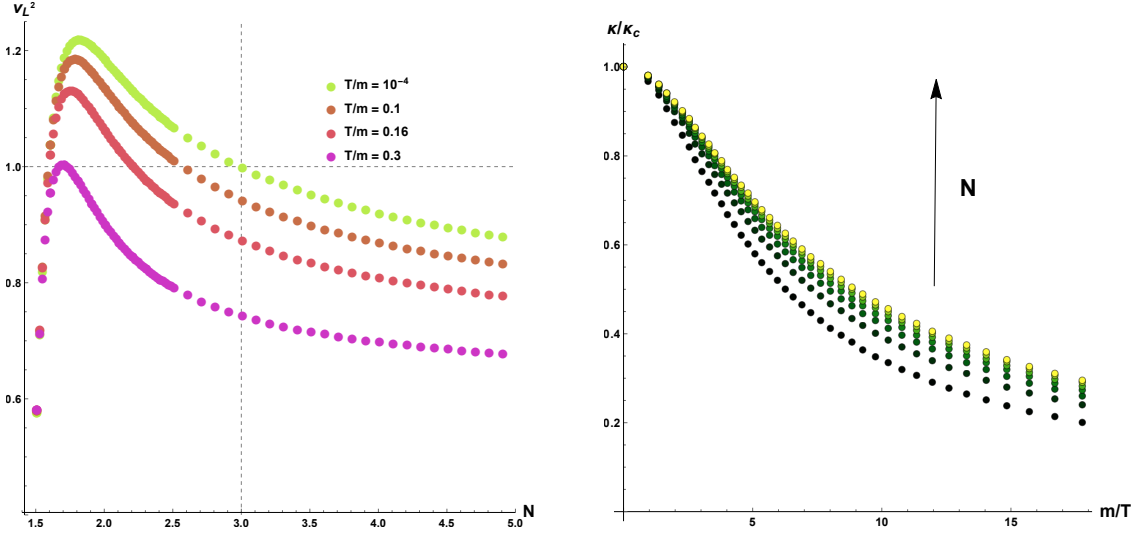 v_L²
1.2
1.0
0.8
0.6
1.5 2.0 2.5 3.0 3.5 4.0 4.5 5.0
N
T/m = 10⁻⁴
T/m = 0.1
T/m = 0.16
T/m = 0.3
κ/κ_c
1.0
0.8
0.6
0.4
0.2
5 10 15
m/T
N